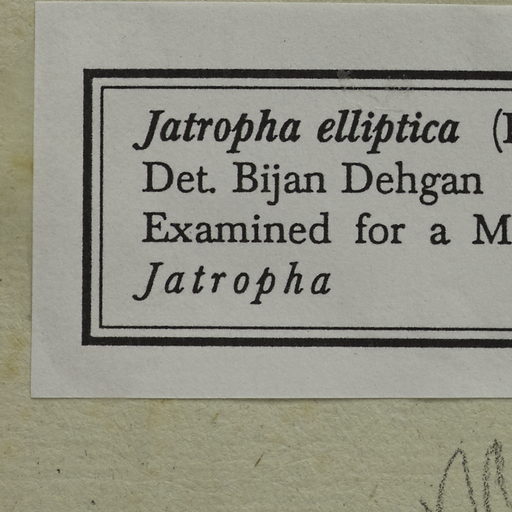 Jatropha elliptica (
Det. Bijan Dehgan
Examined for a M
Jatropha